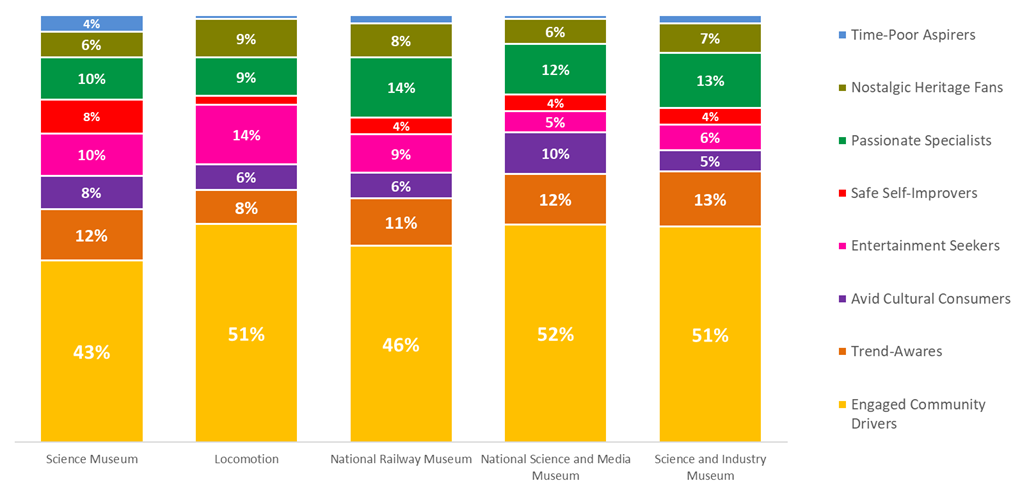 4%
6%
10%
8%
10%
8%
12%
43%
9%
9%
14%
6%
8%
51%
8%
14%
4%
9%
6%
11%
46%
6%
12%
4%
5%
10%
12%
52%
7%
13%
4%
6%
5%
13%
51%
Science Museum
Locomotion
National Railway Museum
National Science and Media
Museum
Science and Industry
Museum
Time-Poor Aspirers
Nostalgic Heritage Fans
Passionate Specialists
Safe Self-Improvers
Entertainment Seekers
Avid Cultural Consumers
Trend-Awares
Engaged Community
Drivers